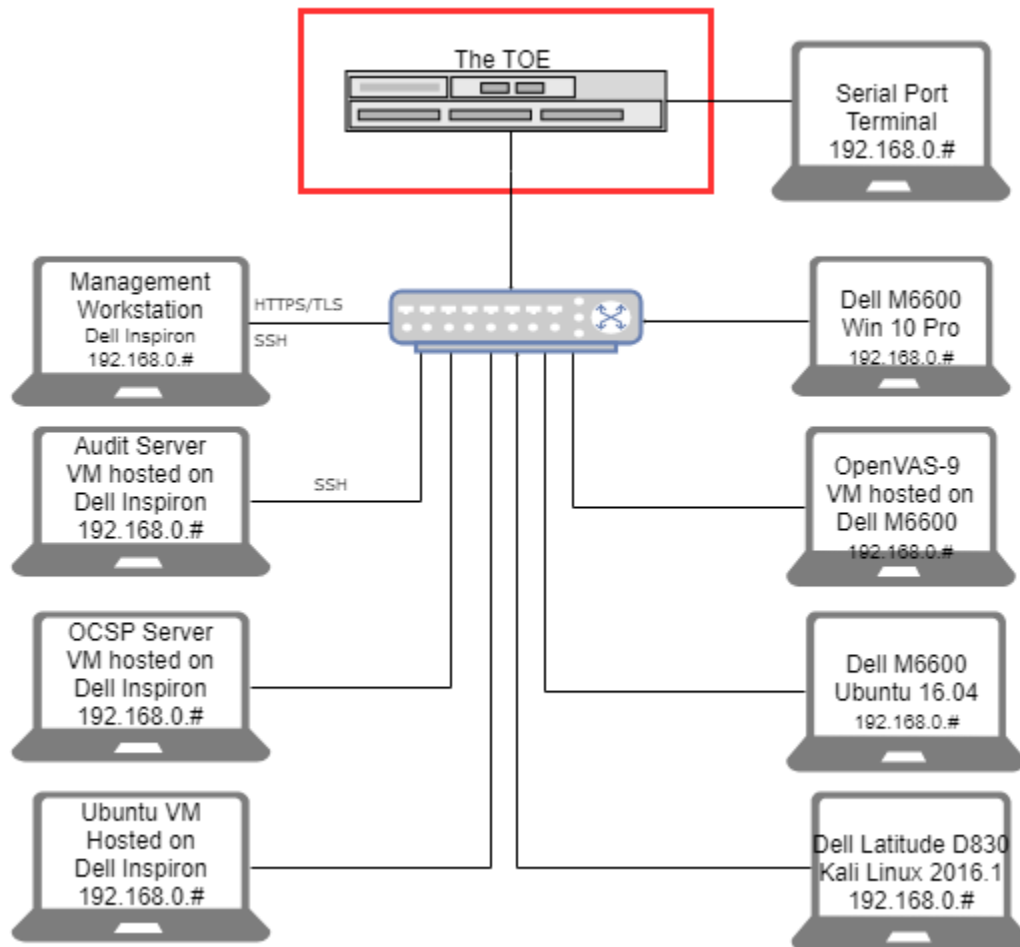 The TOE
Serial Port
Terminal
192.168.0.#
Management
Workstation
Dell Inspiron
192.168.0.#
HTTPS/TLS
SSH
Dell M6600
Win 10 Pro
192.168.0.#
Audit Server
VM hosted on
Dell Inspiron
192.168.0.#
SSH
OpenVAS-9
VM hosted on
Dell M6600
192.168.0.#
OCSP Server
VM hosted on
Dell Inspiron
192.168.0.#
Dell M6600
Ubuntu 16.04
192.168.0.#
Ubuntu VM
Hosted on
Dell Inspiron
192.168.0.#
Dell Latitude D830
Kali Linux 2016.1
192.168.0.#